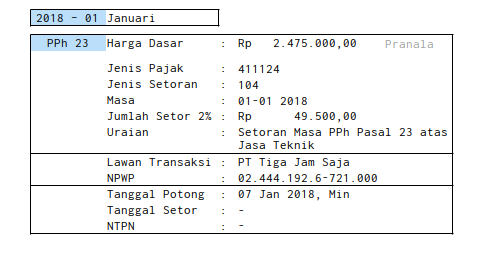 2018 – 01 Januari
PPh 23 Harga Dasar : Rp 2.475.000,00 Pranala
Jenis Pajak : 411124
Jenis Setoran : 104
Masa : 01-01 2018
Jumlah Setor 2% : Rp 49.500,00
Uraian : Setoran Masa PPh Pasal 23 atas
Jasa Teknik
Lawan Transaksi : PT Tiga Jam Saja
NPWP : 02.444.192.6-721.000
Tanggal Potong : 07 Jan 2018, Min
Tanggal Setor : -
NTPN : -